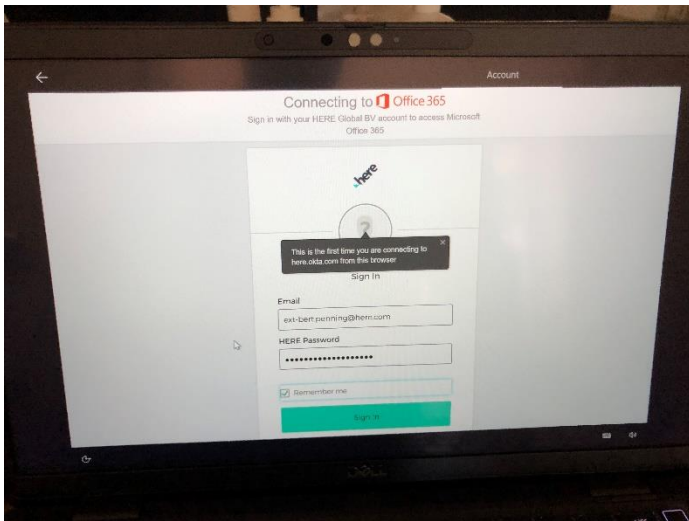 Account
Connecting to Office 365
Sign in with your HERE Global BV account to access Microsoft
Office 365
here
?
This is the first time you are connecting to
here.okta.com from this browser
Sign In
Email
ext-bert.penning@here.com
HERE Password
Remember me
Sign In
DELL